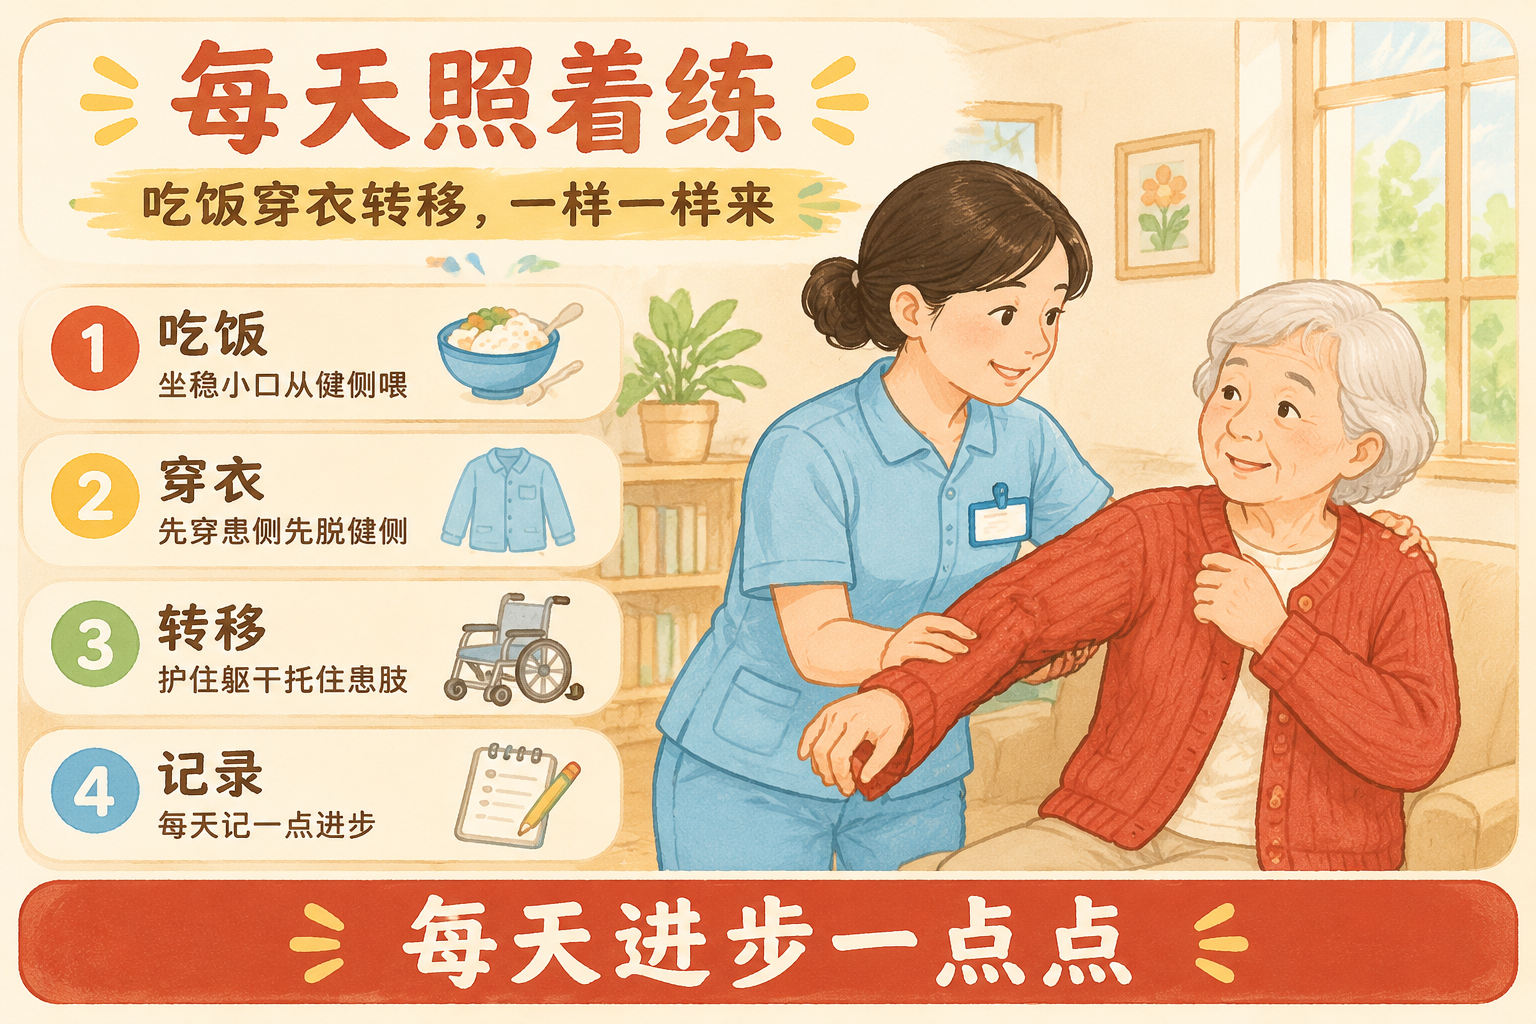 每天照着练
吃饭穿衣转移，一样一样来
1 吃饭
坐稳小口从健侧喂
2 穿衣
先穿患侧先脱健侧
3 转移
护住躯干托住患肢
4 记录
每天记一点进步
每天进步一点点